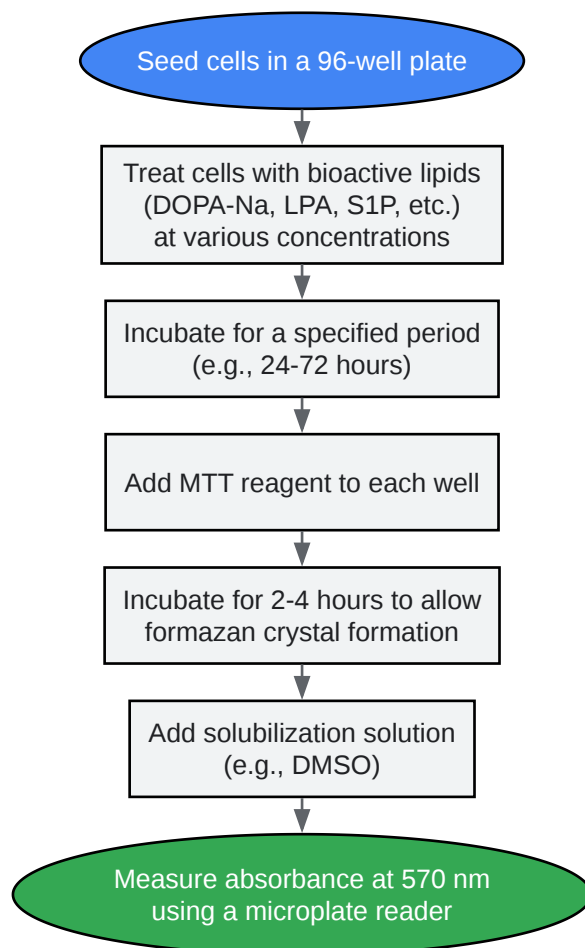 Seed cells in a 96-well plate
Treat cells with bioactive lipids
(DOPA-Na, LPA, S1P, etc.)
at various concentrations
Incubate for a specified period
(e.g., 24-72 hours)
Add MTT reagent to each well
Incubate for 2-4 hours to allow
formazan crystal formation
Add solubilization solution
(e.g., DMSO)
Measure absorbance at 570 nm
using a microplate reader